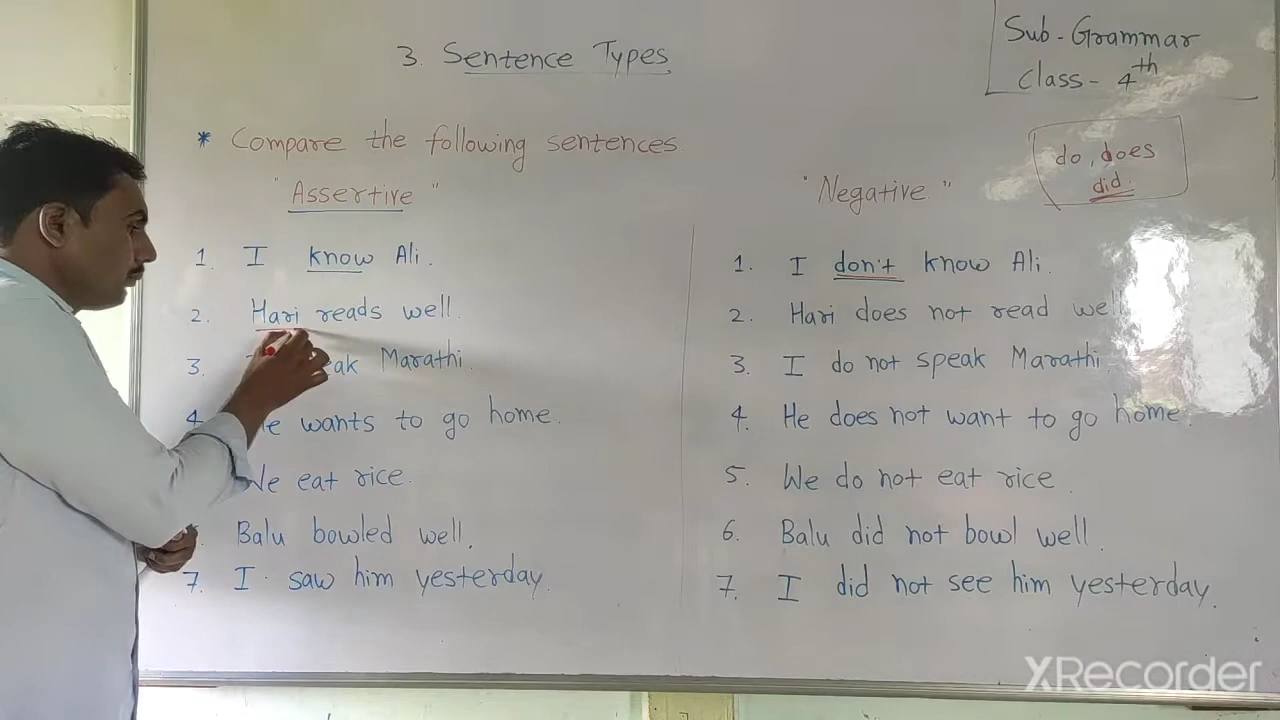 3. Sentence Types
Sub - Grammar
Class - 4th
* Compare the following sentences.
do, does
did.
"Assertive"
"Negative"
1. I know Ali.
2. Hari reads well.
3. Marathi.
4. wants to go home.
eat rice.
Balu bowled well.
7. I saw him yesterday.
1. I don't know Ali.
2. Hari does not read well
3. I do not speak Marathi.
4. He does not want to go home.
5. We do not eat rice.
6. Balu did not bowl well.
7. I did not see him yesterday.
XRecorder